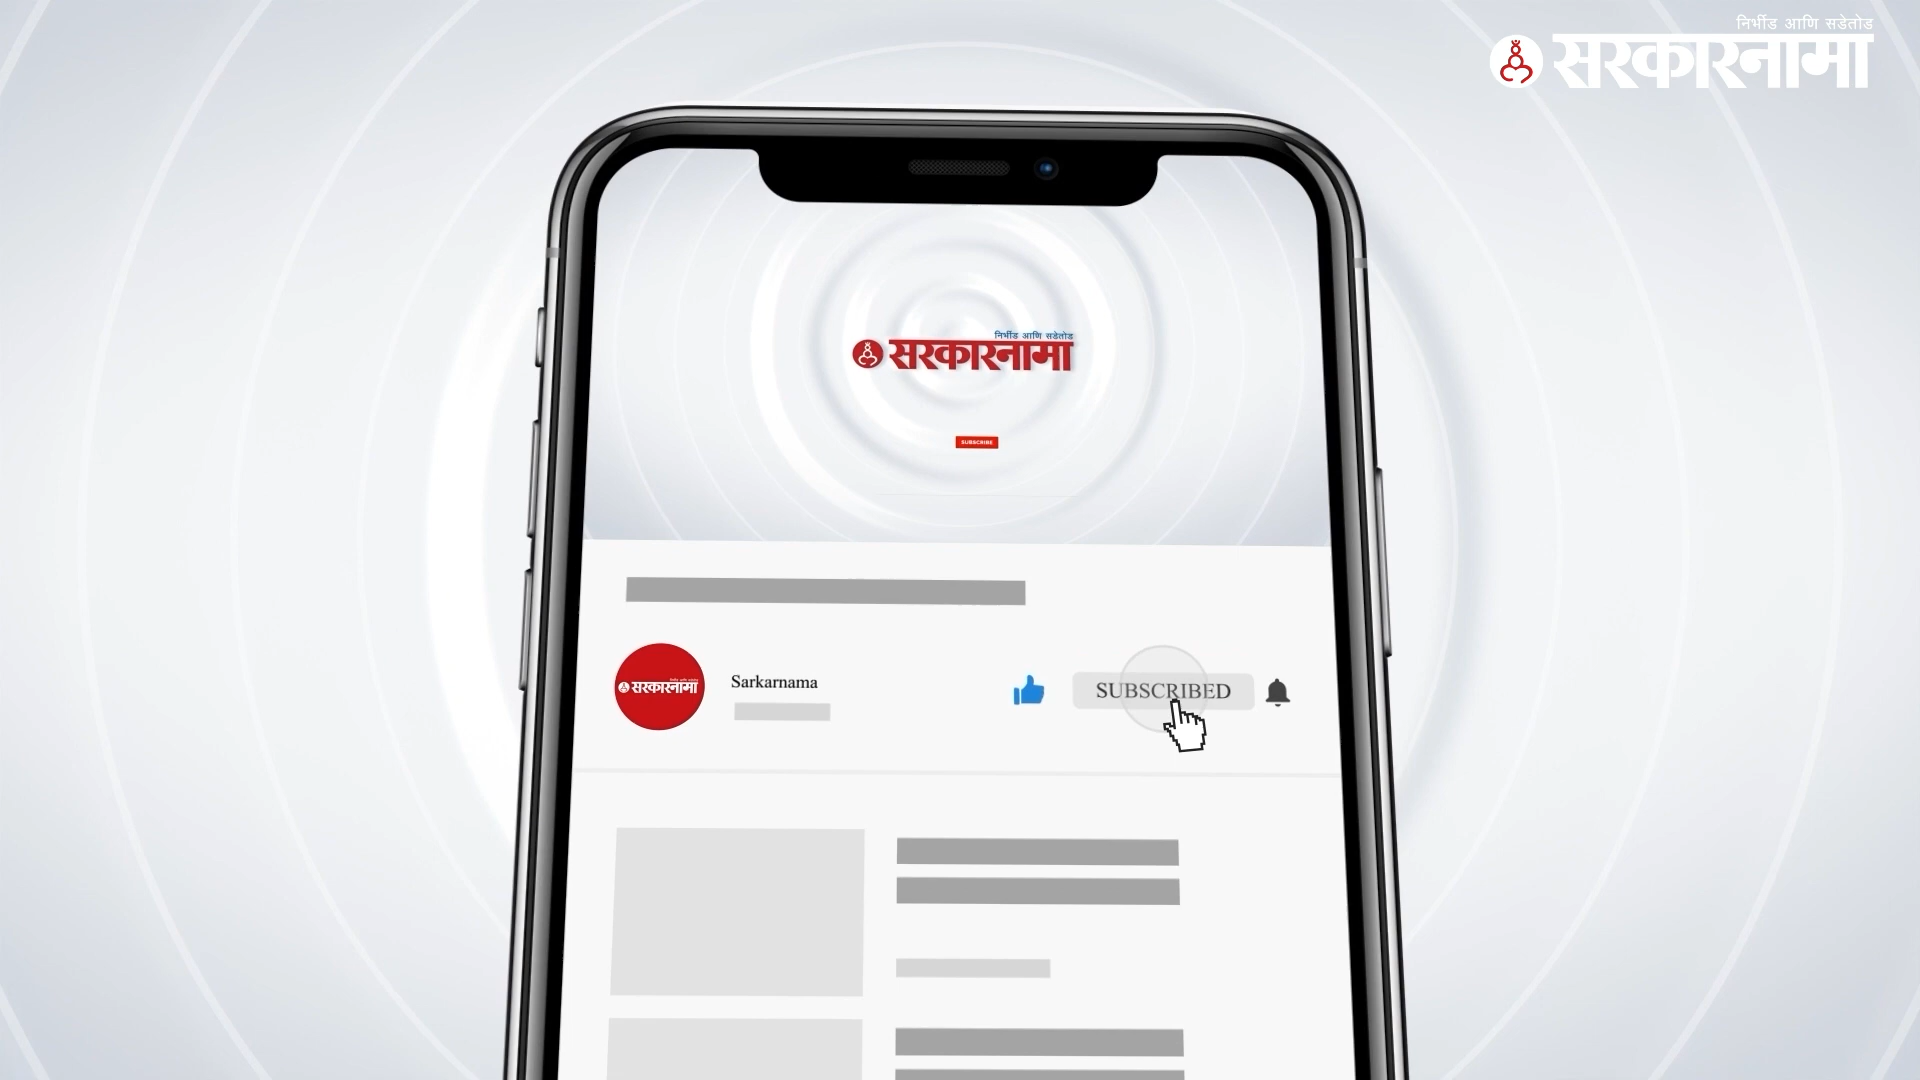 निर्भीड आणि सडेतोड
सरकारनामा
निर्भीड आणि सडेतोड
सरकारनामा
SUBSCRIBE
सरकारनामा
Sarkarnama
SUBSCRIBED